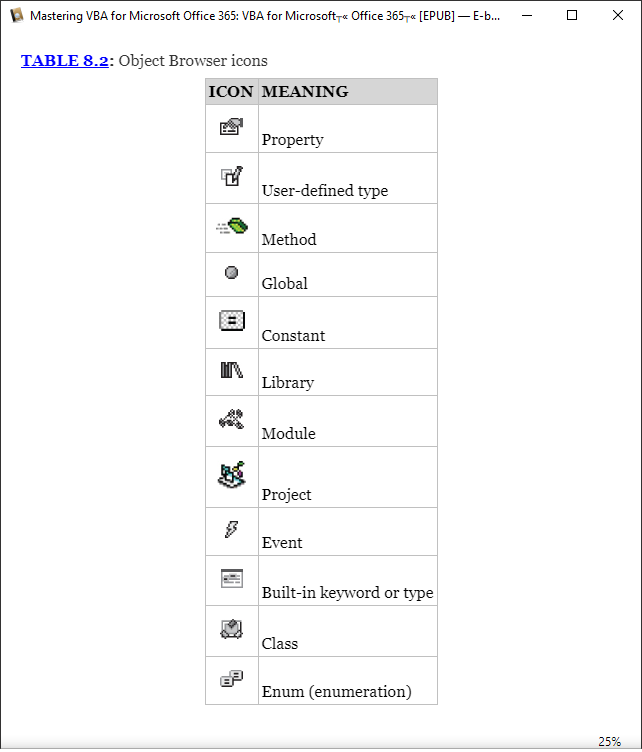 Mastering VBA for Microsoft Office 365: VBA for Microsoft┬« Office 365┬« [EPUB] — E-b...
TABLE 8.2: Object Browser icons
ICON MEANING
Property
User-defined type
Method
Global
Constant
Library
Module
Project
Event
Built-in keyword or type
Class
Enum (enumeration)
25%